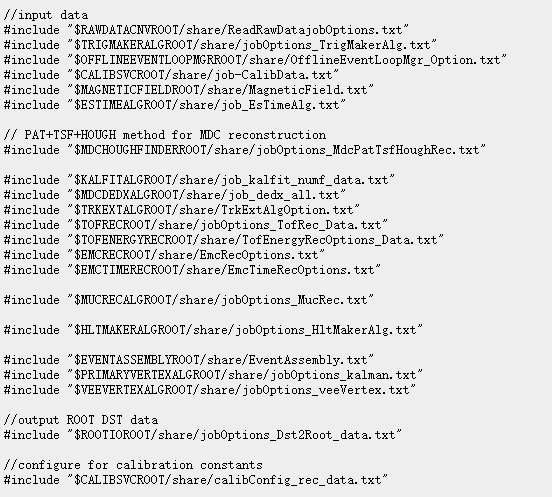 //input data
#include "$RAWDATACNVROOT/share/ReadRawDatajobOptions.txt"
#include "$TRIGMAKERALGROOT/share/jobOptions_TrigMakerAlg.txt"
#include "$OFFLINEEVENTLOOPMGRROOT/share/OfflineEventLoopMgr_Option.txt"
#include "$CALIBSVCROOT/share/job-CalibData.txt"
#include "$MAGNETICFIELDROOT/share/MagneticField.txt"
#include "$ESTIMEALGROOT/share/job_EsTimeAlg.txt"
// PAT+TSF+HOUGH method for MDC reconstruction
#include "$MDCHOUGHFINDERROOT/share/jobOptions_MdcPatTsfHoughRec.txt"
#include "$KALFITALGROOT/share/job_kalfit_numf_data.txt"
#include "$MDCDEDXALGROOT/share/job_dedx_all.txt"
#include "$TRKEXTALGROOT/share/TrkExtAlgOption.txt"
#include "$TOFRECROOT/share/jobOptions_TofRec_Data.txt"
#include "$TOFENERGYRECROOT/share/TofEnergyRecOptions_Data.txt"
#include "$EMCRECROOT/share/EmcRecOptions.txt"
#include "$EMCTIMERECROOT/share/EmcTimeRecOptions.txt"
#include "$MUCRECALGROOT/share/jobOptions_MucRec.txt"
#include "$HLTMAKERALGROOT/share/jobOptions_HltMakerAlg.txt"
#include "$EVENTASSEMBLYROOT/share/EventAssembly.txt"
#include "$PRIMARYVERTEXALGROOT/share/jobOptions_kalman.txt"
#include "$VEEVERTEXALGROOT/share/jobOptions_veeVertex.txt"
//output ROOT DST data
#include "$ROOTIOROOT/share/jobOptions_Dst2Root_data.txt"
//configure for calibration constants
#include "$CALIBSVCROOT/share/calibConfig_rec_data.txt"